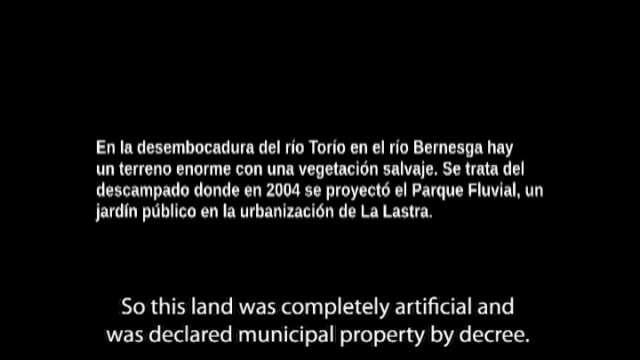 En la desembocadura del río Torío en el río Bernesga hay
un terreno enorme con una vegetación salvaje. Se trata del
descampado donde en 2004 se proyectó el Parque Fluvial, un
jardín público en la urbanización de La Lastra.
So this land was completely artificial and
was declared municipal property by decree.